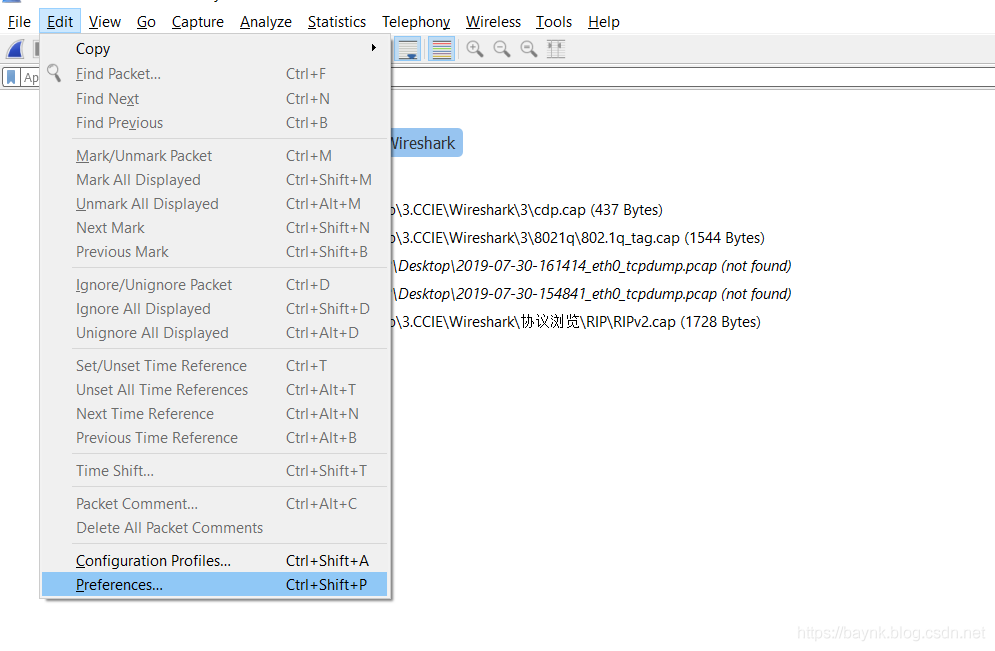 File Edit View Go Capture Analyze Statistics Telephony Wireless Tools Help
Copy
Find Packet... Ctrl+F
Find Next Ctrl+N
Find Previous Ctrl+B
Mark/Unmark Packet Ctrl+M
Mark All Displayed Ctrl+Shift+M
Unmark All Displayed Ctrl+Alt+M
Next Mark Ctrl+Shift+N
Previous Mark Ctrl+Shift+B
Ignore/Unignore Packet Ctrl+D
Ignore All Displayed Ctrl+Shift+D
Unignore All Displayed Ctrl+Alt+D
Set/Unset Time Reference Ctrl+T
Unset All Time References Ctrl+Alt+T
Next Time Reference Ctrl+Alt+N
Previous Time Reference Ctrl+Alt+B
Time Shift... Ctrl+Shift+T
Packet Comment... Ctrl+Alt+C
Delete All Packet Comments
Configuration Profiles... Ctrl+Shift+A
Preferences... Ctrl+Shift+P
Ap
Wireshark
\3.CCIE\Wireshark\3\cdp.cap (437 Bytes)
\3.CCIE\Wireshark\3\8021q\802.1q_tag.cap (1544 Bytes)
\Desktop\2019-07-30-161414_eth0_tcpdump.pcap (not found)
\Desktop\2019-07-30-154841_eth0_tcpdump.pcap (not found)
\3.CCIE\Wireshark\协议浏览\RIP\RIPv2.cap (1728 Bytes)
https://baynk.blog.csdn.net